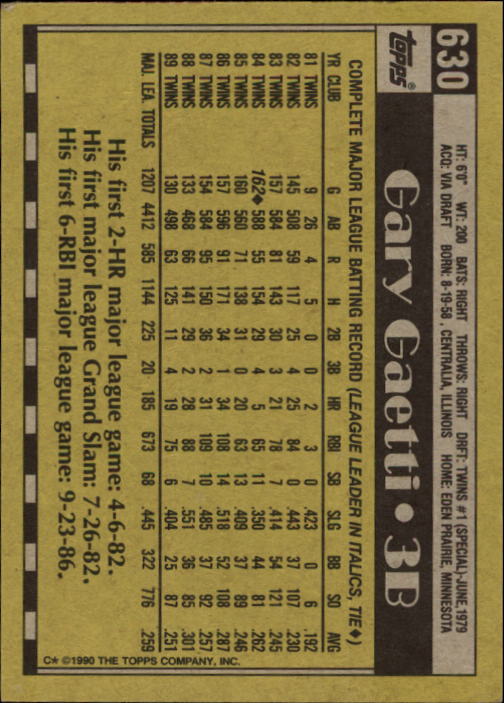 630
topps®
Gary Gaetti • 3B
HT: 6'0" WT: 200 BATS: RIGHT THROWS: RIGHT DRFT: TWINS #1 (SPECIAL)-JUNE, 1979
ACQ: VIA DRAFT BORN: 8-19-58, CENTRALIA, ILLINOIS HOME: EDEN PRAIRIE, MINNESOTA
COMPLETE MAJOR LEAGUE BATTING RECORD (LEAGUE LEADER IN ITALICS, TIE♦)
YR CLUB G AB R H 2B 3B HR RBI SB SLG BB SO AVG
81 TWINS 9 26 4 5 0 0 2 3 0 .423 0 6 .192
82 TWINS 145 508 59 117 25 4 25 84 0 .443 37 107 .230
83 TWINS 157 584 81 143 30 3 21 78 7 .414 54 121 .245
84 TWINS 162♦ 588 55 154 29 4 5 65 11 .350 44 81 .262
85 TWINS 160 560 71 138 31 0 20 63 13 .409 37 89 .246
86 TWINS 157 596 91 171 34 1 34 108 14 .518 52 108 .287
87 TWINS 154 584 95 150 36 2 31 109 10 .485 37 92 .257
88 TWINS 133 468 66 141 29 2 28 88 7 .551 36 85 .301
89 TWINS 130 498 63 125 11 4 19 75 6 .404 25 87 .251
MAJ. LEA. TOTALS 1207 4412 585 1144 225 20 185 673 68 .445 322 776 .259
His first 2-HR major league game: 4-6-82.
His first major league Grand Slam: 7-26-82.
His first 6-RBI major league game: 9-23-86.
C★ ©1990 THE TOPPS COMPANY, INC.